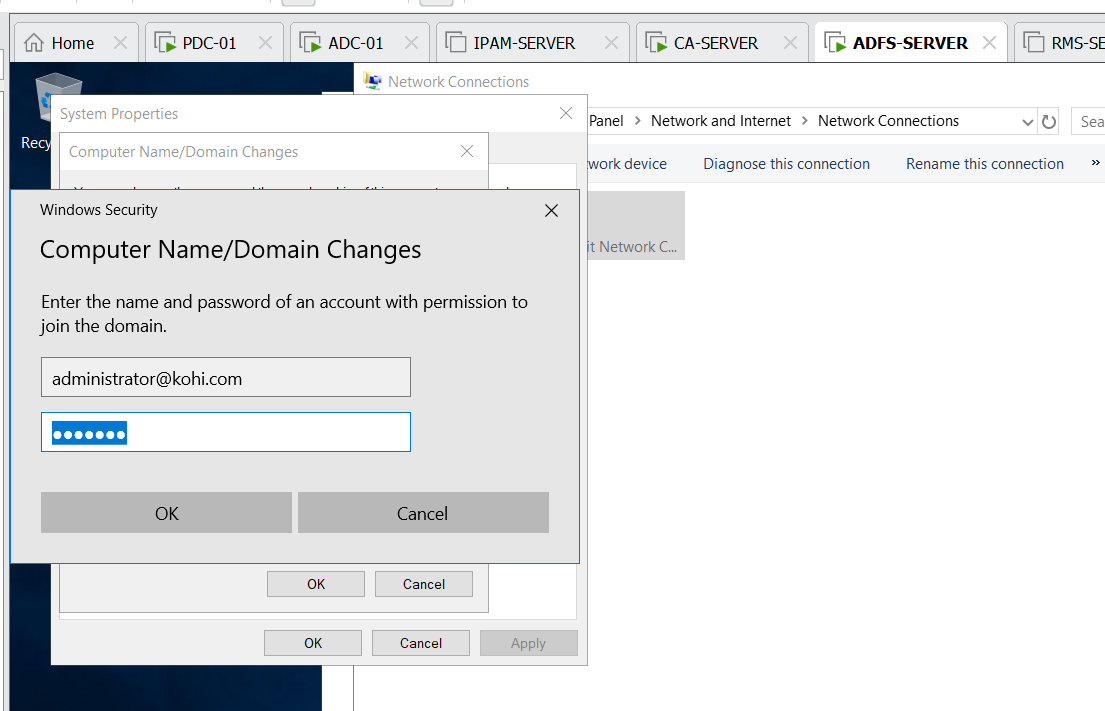 Home
PDC-01
ADC-01
IPAM-SERVER
CA-SERVER
ADFS-SERVER
RMS-SE
Recy
Network Connections
Panel > Network and Internet > Network Connections
Sea
work device
Diagnose this connection
Rename this connection
»
it Network C...
System Properties
Computer Name/Domain Changes
Windows Security
Computer Name/Domain Changes
Enter the name and password of an account with permission to
join the domain.
administrator@kohi.com
●●●●●●●
OK
Cancel
OK
Cancel
OK
Cancel
Apply